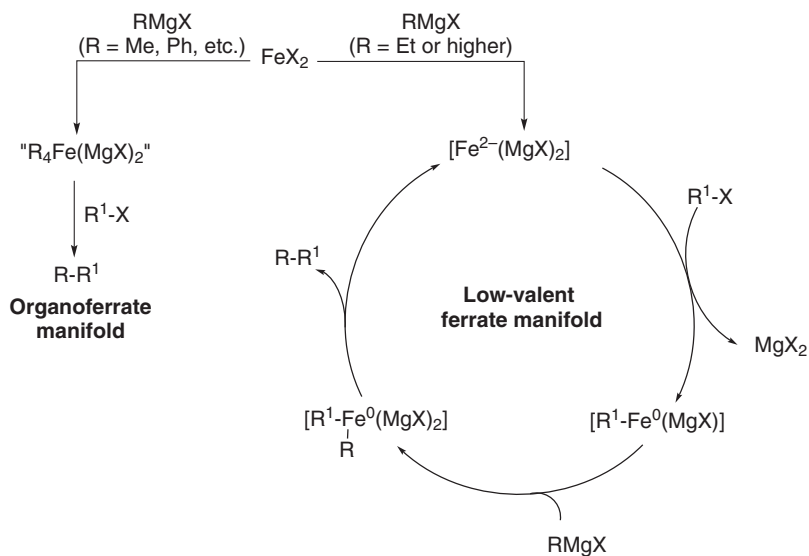 RMgX
(R = Me, Ph, etc.)
FeX₂
RMgX
(R = Et or higher)
"R₄Fe(MgX)₂"
[Fe²⁻(MgX)₂]
R¹-X
R¹-X
R-R¹
R-R¹
Organoferrate
manifold
Low-valent
ferrate manifold
MgX₂
[R¹-Fe⁰(MgX)₂]
R
[R¹-Fe⁰(MgX)]
RMgX